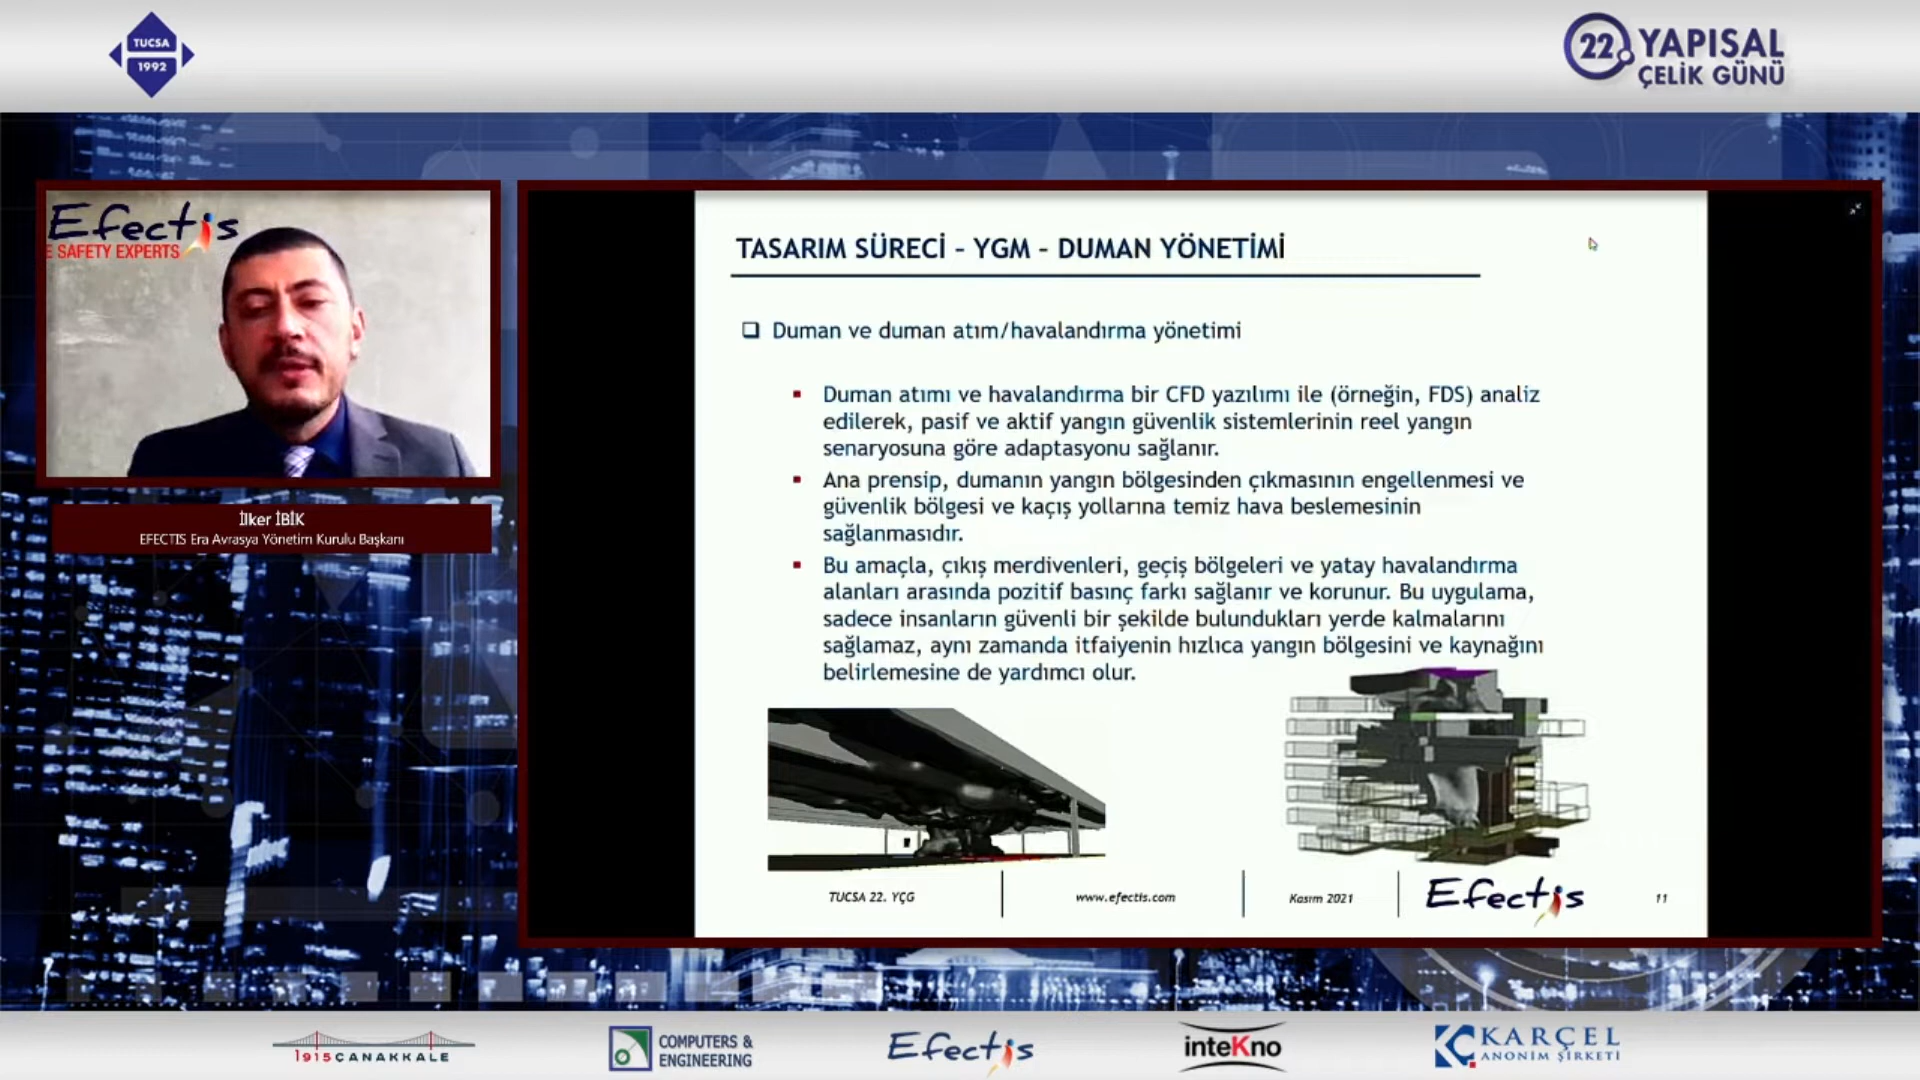 TUCSA
1992
22. YAPISAL
ÇELİK GÜNÜ
Efectis
E SAFETY EXPERTS
İlker İBİK
EFECTIS Era Avrasya Yönetim Kurulu Başkanı
TASARIM SÜRECİ – YGM – DUMAN YÖNETİMİ
Duman ve duman atım/havalandırma yönetimi
Duman atımı ve havalandırma bir CFD yazılımı ile (örneğin, FDS) analiz
edilerek, pasif ve aktif yangın güvenlik sistemlerinin reel yangın
senaryosuna göre adaptasyonu sağlanır.
Ana prensip, dumanın yangın bölgesinden çıkmasının engellenmesi ve
güvenlik bölgesi ve kaçış yollarına temiz hava beslemesinin
sağlanmasıdır.
Bu amaçla, çıkış merdivenleri, geçiş bölgeleri ve yatay havalandırma
alanları arasında pozitif basınç farkı sağlanır ve korunur. Bu uygulama,
sadece insanların güvenli bir şekilde bulundukları yerde kalmalarını
sağlamaz, aynı zamanda itfaiyenin hızlıca yangın bölgesini ve kaynağını
belirlemesine de yardımcı olur.
TUCSA 22. YÇG
www.efectis.com
Kasım 2021
Efectis
11
1915ÇANAKKALE
COMPUTERS &
ENGINEERING
Efectis
inteKno
KARÇEL
ANONİM ŞİRKETİ